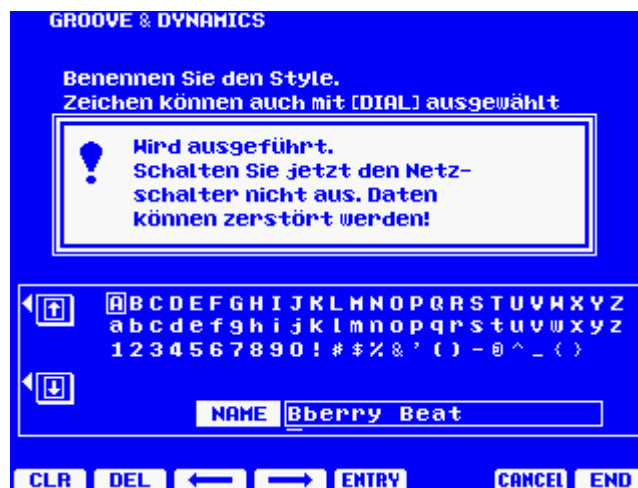 GROOVE & DYNAMICS
Benennen Sie den Style.
Zeichen können auch mit [DIAL] ausgewählt
Wird ausgeführt.
Schalten Sie jetzt den Netz-
schalter nicht aus. Daten
können zerstört werden!
ABCDEFGHIJKLMNOPQRSTUVWXYZ
abcdefghijklmnopqrstuvwxyz
1234567890!#$%&'()-@^_{}
NAME Bberry Beat
CLR DEL ← → ENTRY CANCEL END